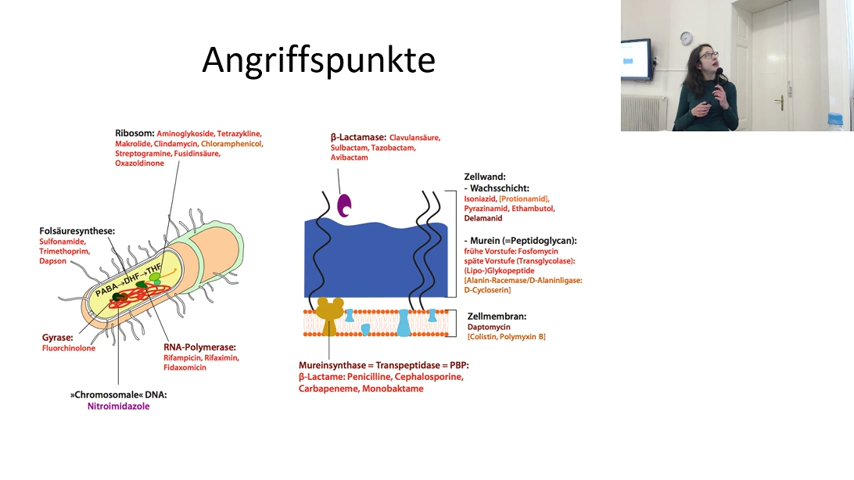 Angriffspunkte
Ribosom: Aminoglykoside, Tetrazykline,
Makrolide, Clindamycin, Chloramphenicol,
Streptogramine, Fusidinsäure,
Oxazoldinone
β-Lactamase: Clavulansäure,
Sulbactam, Tazobactam,
Avibactam
Zellwand:
- Wachsschicht:
Isoniazid, [Protionamid],
Pyrazinamid, Ethambutol,
Delamanid
- Murein (=Peptidoglycan):
frühe Vorstufe: Fosfomycin
späte Vorstufe (Transglycolase):
(Lipo-)Glykopeptide
[Alanin-Racemase/D-Alaninligase:
D-Cycloserin]
Zellmembran:
Daptomycin
[Colistin, Polymyxin B]
Folsäuresynthese:
Sulfonamide,
Trimethoprim,
Dapson
PABA→DHF→THF
Gyrase:
Fluorchinolone
RNA-Polymerase:
Rifampicin, Rifaximin,
Fidaxomicin
»Chromosomale« DNA:
Nitroimidazole
Mureinsynthase = Transpeptidase = PBP:
β-Lactame: Penicilline, Cephalosporine,
Carbapeneme, Monobaktame